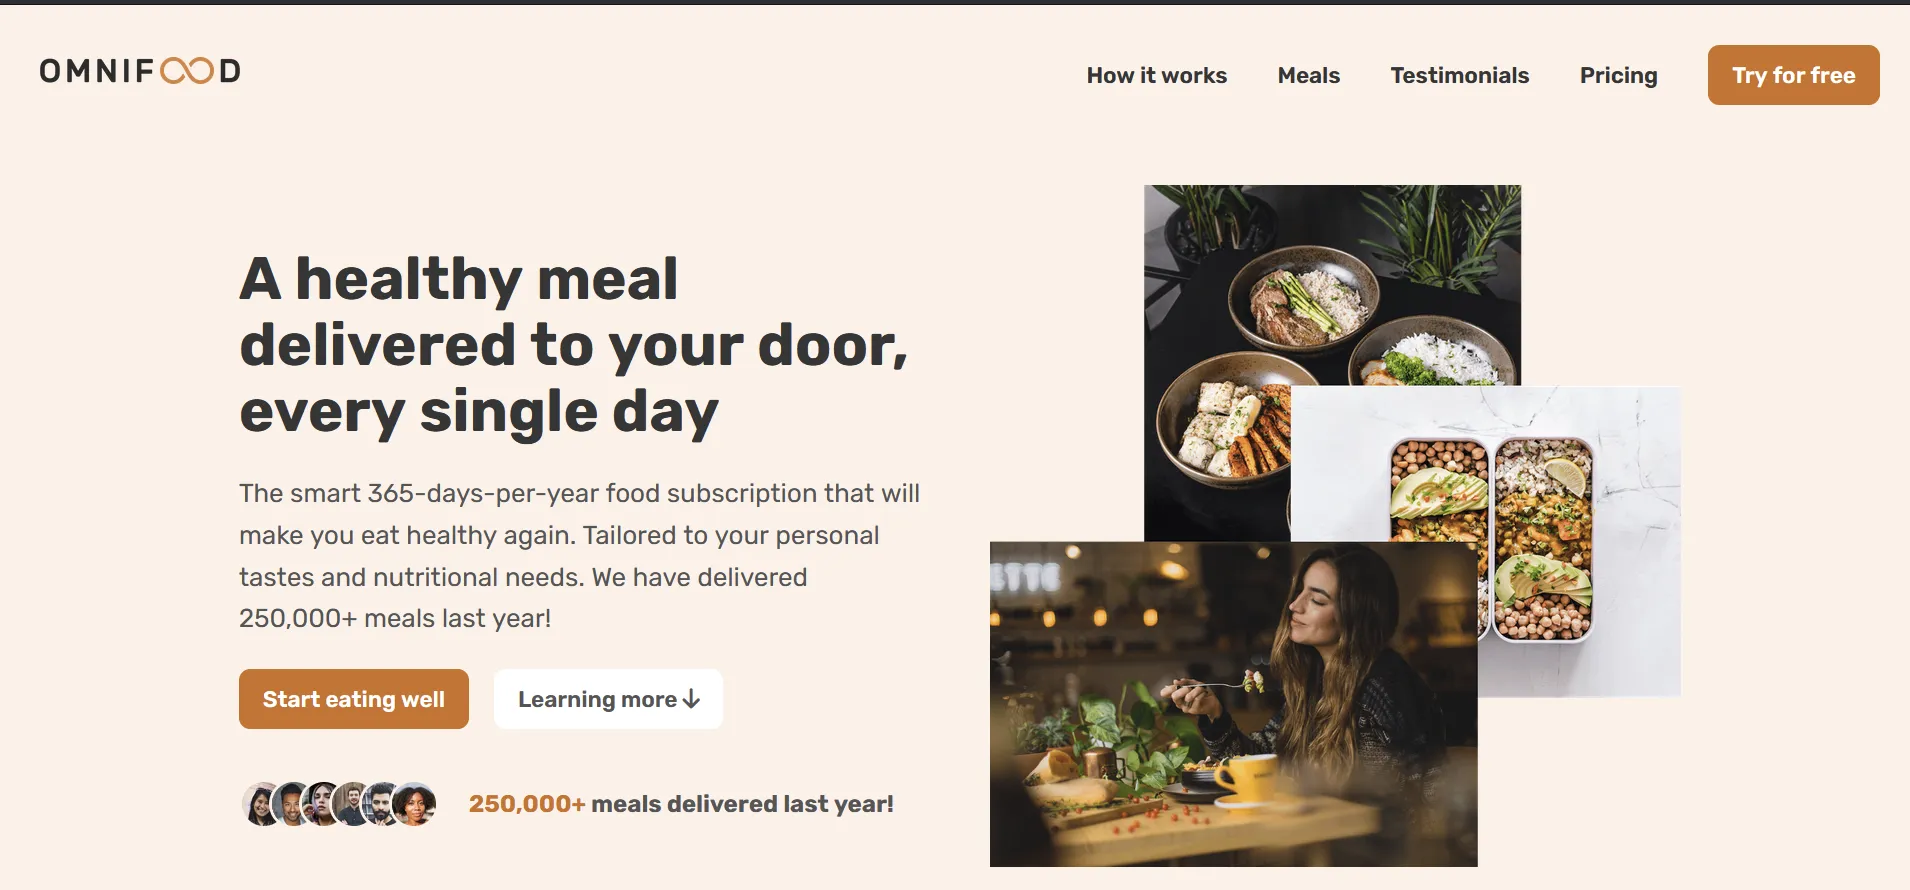 OMNIFOOD
How it works
Meals
Testimonials
Pricing
Try for free
A healthy meal
delivered to your door,
every single day
The smart 365-days-per-year food subscription that will
make you eat healthy again. Tailored to your personal
tastes and nutritional needs. We have delivered
250,000+ meals last year!
Start eating well
Learning more ↓
250,000+ meals delivered last year!